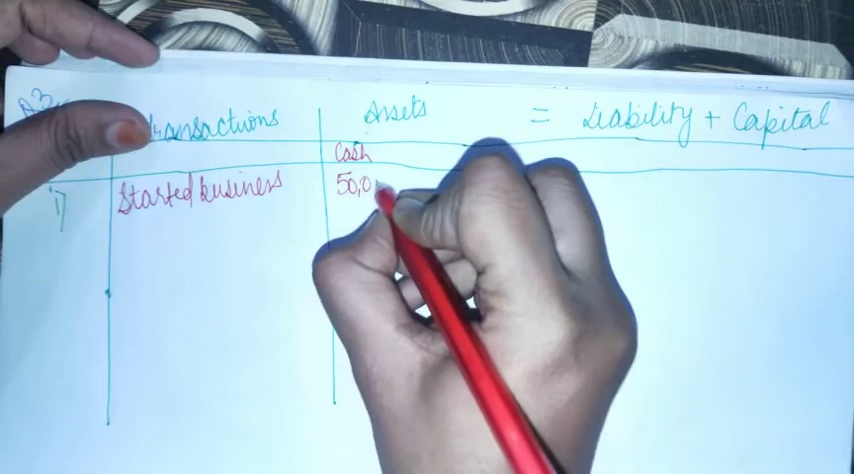 Transactions Assets = Liability + Capital
Cash
i) Started business 50,0